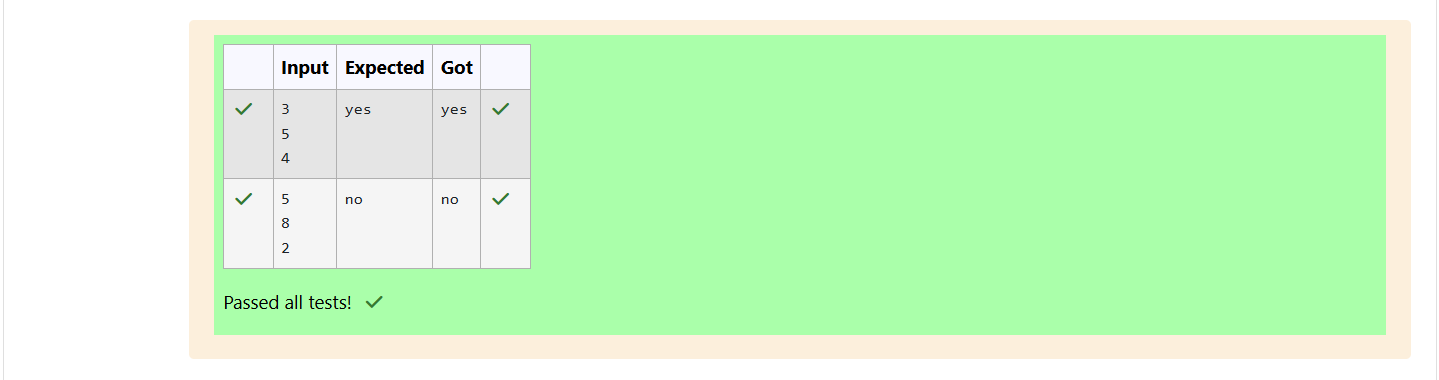 Input Expected Got
3 yes yes
5
4
5 no no
8
2
Passed all tests!